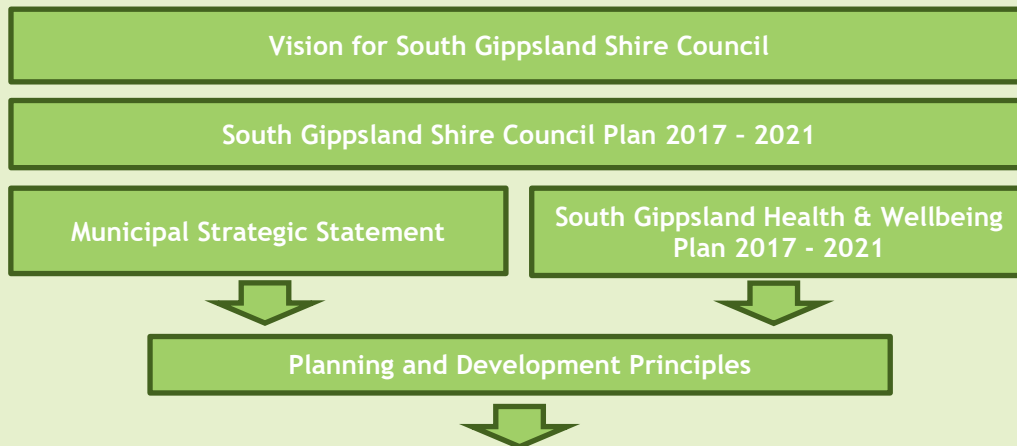 Vision for South Gippsland Shire Council
South Gippsland Shire Council Plan 2017 – 2021
Municipal Strategic Statement
South Gippsland Health & Wellbeing
Plan 2017 - 2021
Planning and Development Principles